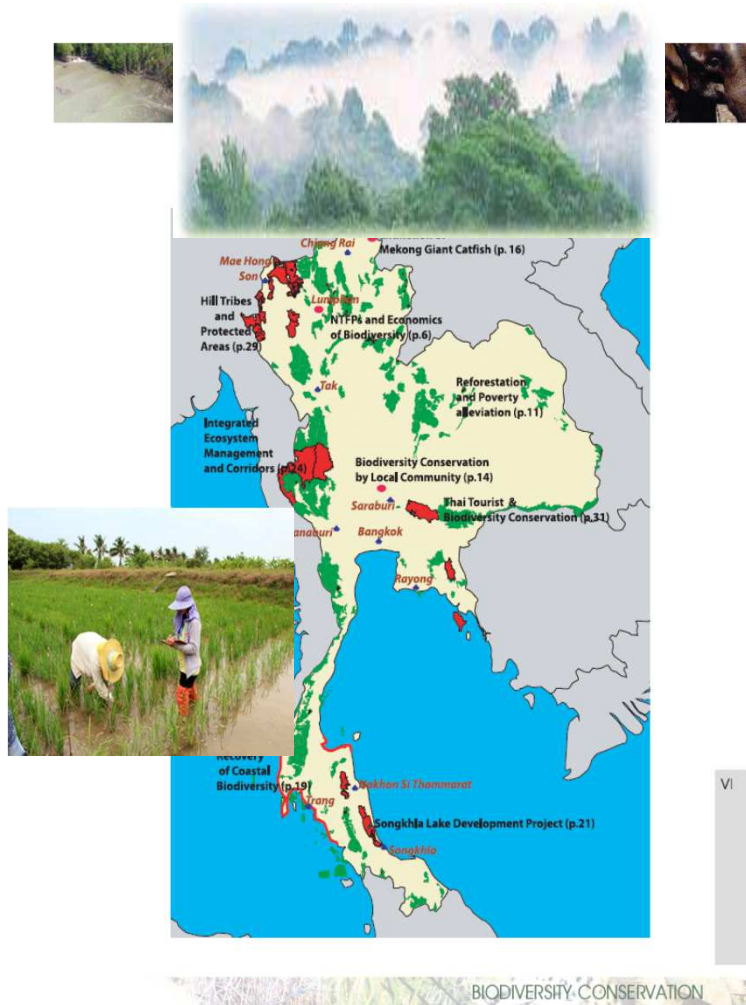 Chiang Rai
Mekong Giant Catfish (p. 16)
Mae Hong
Son
Hill Tribes
and
Protected
Areas (p.29)
Lumphun
NTFPs and Economics
of Biodiversity (p.6)
Tak
Reforestation
and Poverty
alleviation (p.11)
Integrated
Ecosystem
Management
and Corridors (p.24)
Biodiversity Conservation
by Local Community (p.14)
Saraburi
Thai Tourist &
Biodiversity Conservation (p.31)
anaburi
Bangkok
Rayong
Recovery
of Coastal
Biodiversity (p.19)
Nakhon Si Thammarat
Trang
Songkhla Lake Development Project (p.21)
Songkhla
VI
BIODIVERSITY CONSERVATION